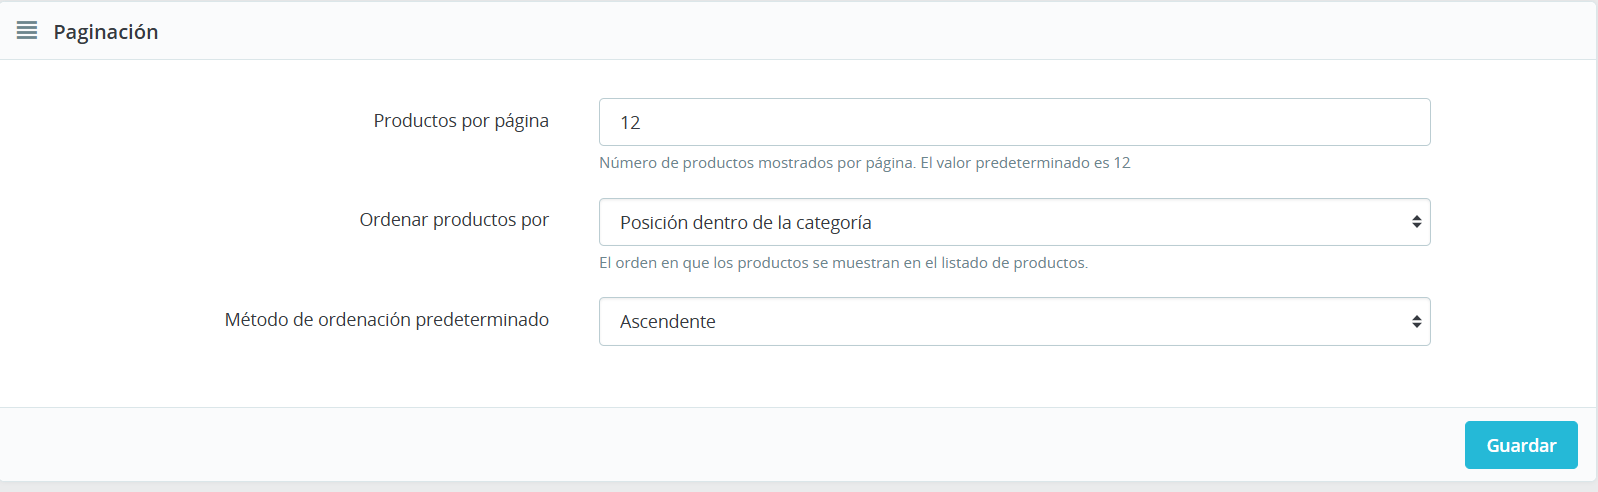 Paginación
Productos por página
12
Número de productos mostrados por página. El valor predeterminado es 12
Ordenar productos por
Posición dentro de la categoría
El orden en que los productos se muestran en el listado de productos.
Método de ordenación predeterminado
Ascendente
Guardar